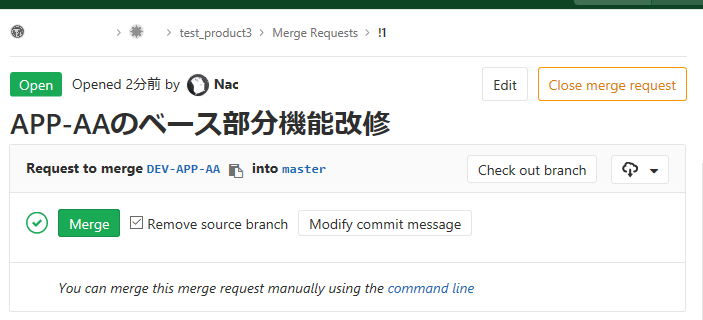 test_product3 > Merge Requests > !1
Open Opened 2分前 by Nac Edit Close merge request
APP-AAのベース部分機能改修
Request to merge DEV-APP-AA into master Check out branch
Merge Remove source branch Modify commit message
You can merge this merge request manually using the command line